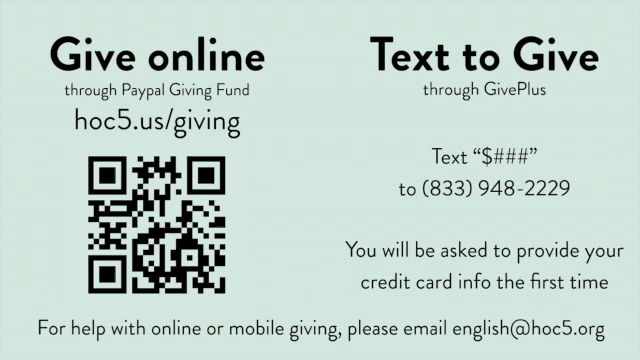 Give online
through Paypal Giving Fund
hoc5.us/giving
Text to Give
through GivePlus
Text “$###”
to (833) 948-2229
You will be asked to provide your
credit card info the first time
For help with online or mobile giving, please email english@hoc5.org